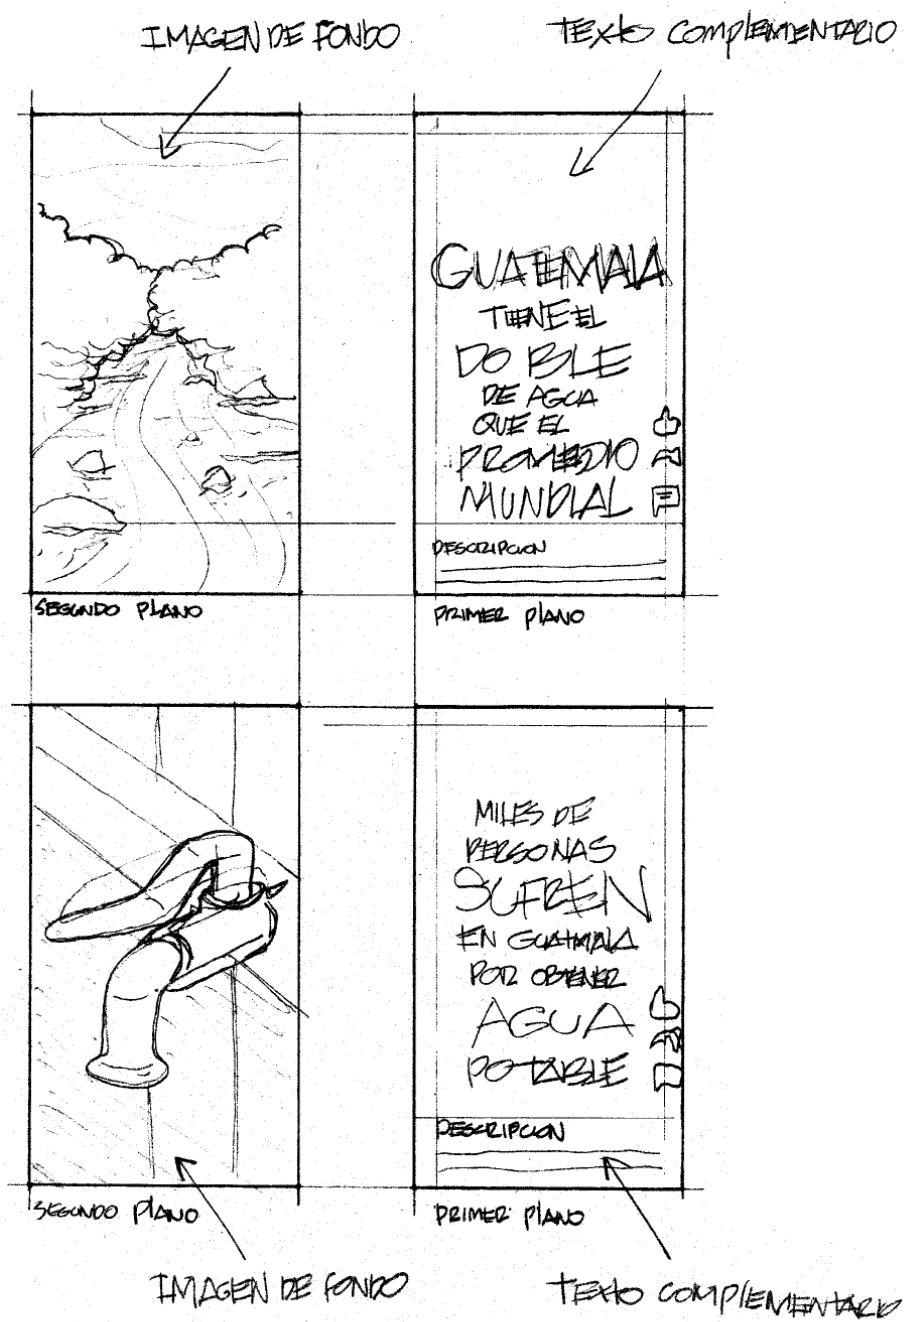 IMAGEN DE FONDO
TEXTO COMPLEMENTARIO
GUATEMALA
TIENE EL
DOBLE
DE AGUA
QUE EL
PROMEDIO
MUNDIAL
DESCRIPCION
SEGUNDO PLANO
PRIMER PLANO
MILES DE
PERSONAS
SUFREN
EN GUATMALA
POR OBTENER
AGUA
POTABLE
DESCRIPCION
SEGUNDO PLANO
PRIMER PLANO
IMAGEN DE FONDO
TEXTO COMPLEMENTARIO